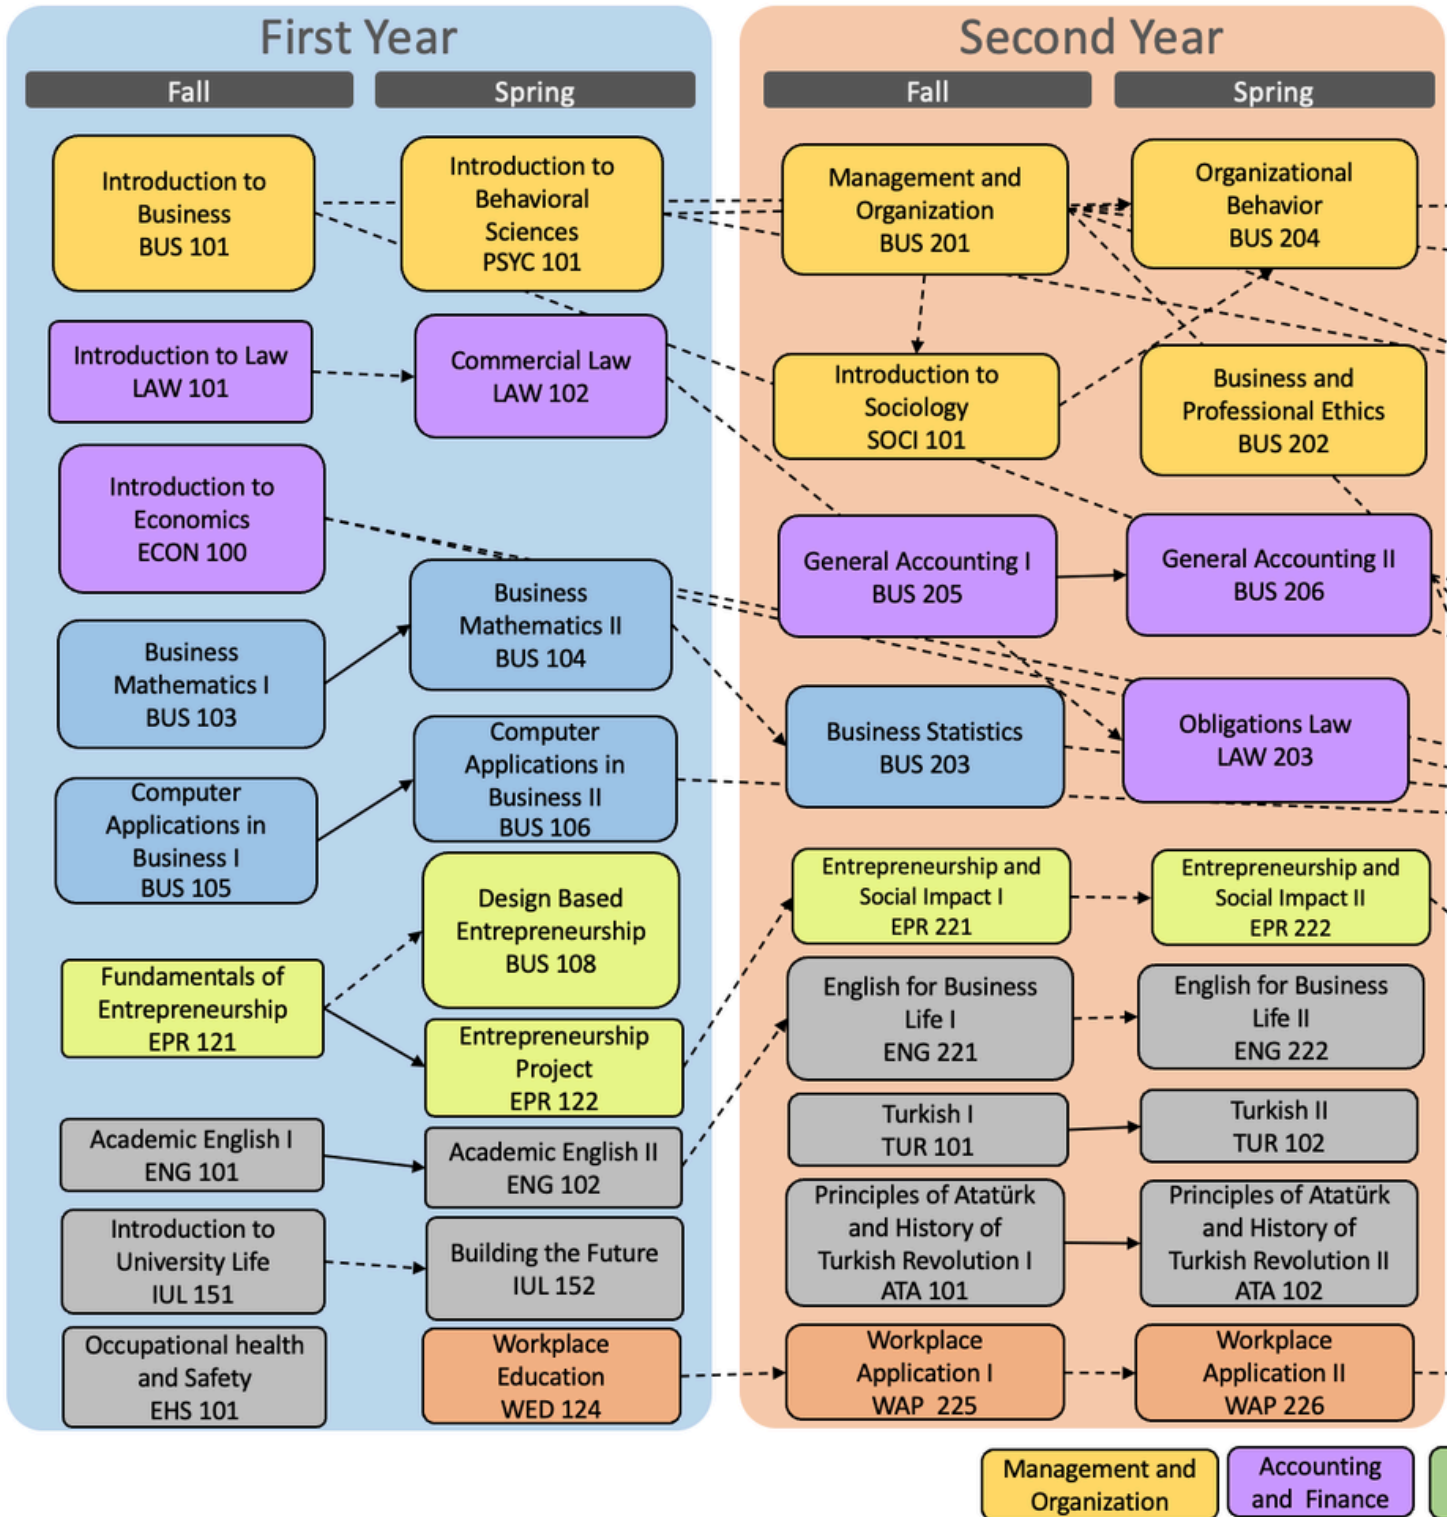 First Year
Fall
Spring
Introduction to
Business
BUS 101
Introduction to
Behavioral
Sciences
PSYC 101
Introduction to Law
LAW 101
Commercial Law
LAW 102
Introduction to
Economics
ECON 100
Business
Mathematics I
BUS 103
Business
Mathematics II
BUS 104
Computer
Applications in
Business I
BUS 105
Computer
Applications in
Business II
BUS 106
Fundamentals of
Entrepreneurship
EPR 121
Design Based
Entrepreneurship
BUS 108
Entrepreneurship
Project
EPR 122
Academic English I
ENG 101
Academic English II
ENG 102
Introduction to
University Life
IUL 151
Building the Future
IUL 152
Occupational health
and Safety
EHS 101
Workplace
Education
WED 124
Second Year
Fall
Spring
Management and
Organization
BUS 201
Organizational
Behavior
BUS 204
Introduction to
Sociology
SOCI 101
Business and
Professional Ethics
BUS 202
General Accounting I
BUS 205
General Accounting II
BUS 206
Business Statistics
BUS 203
Obligations Law
LAW 203
Entrepreneurship and
Social Impact I
EPR 221
Entrepreneurship and
Social Impact II
EPR 222
English for Business
Life I
ENG 221
English for Business
Life II
ENG 222
Turkish I
TUR 101
Turkish II
TUR 102
Principles of Atatürk
and History of
Turkish Revolution I
ATA 101
Principles of Atatürk
and History of
Turkish Revolution II
ATA 102
Workplace
Application I
WAP 225
Workplace
Application II
WAP 226
Management and
Organization
Accounting
and Finance